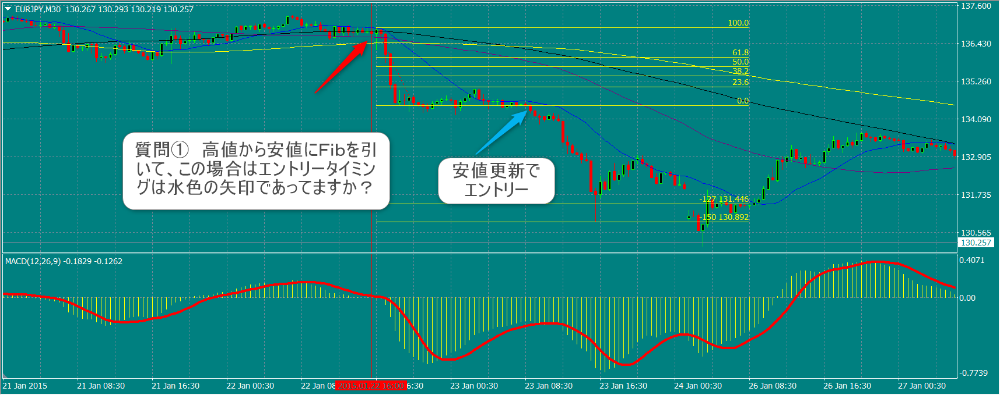 EURJPY,M30 130.267 130.293 130.219 130.257
137.600
100.0
136.430
61.8
50.0
38.2
23.6
135.260
0.0
134.090
質問① 高値から安値にFibを引
いて、この場合はエントリータイミン
グは水色の矢印であってますか?
安値更新で
エントリー
132.905
131.735
-127 131.446
-150 130.892
130.565
130.257
MACD(12,26,9) -0.1829 -0.1262
0.4071
0.00
-0.7739
21 Jan 2015
21 Jan 08:30
21 Jan 16:30
22 Jan 00:30
22 Jan 08
2015.01.22 16:00
6:30
23 Jan 00:30
23 Jan 08:30
23 Jan 16:30
24 Jan 00:30
26 Jan 08:30
26 Jan 16:30
27 Jan 00:30